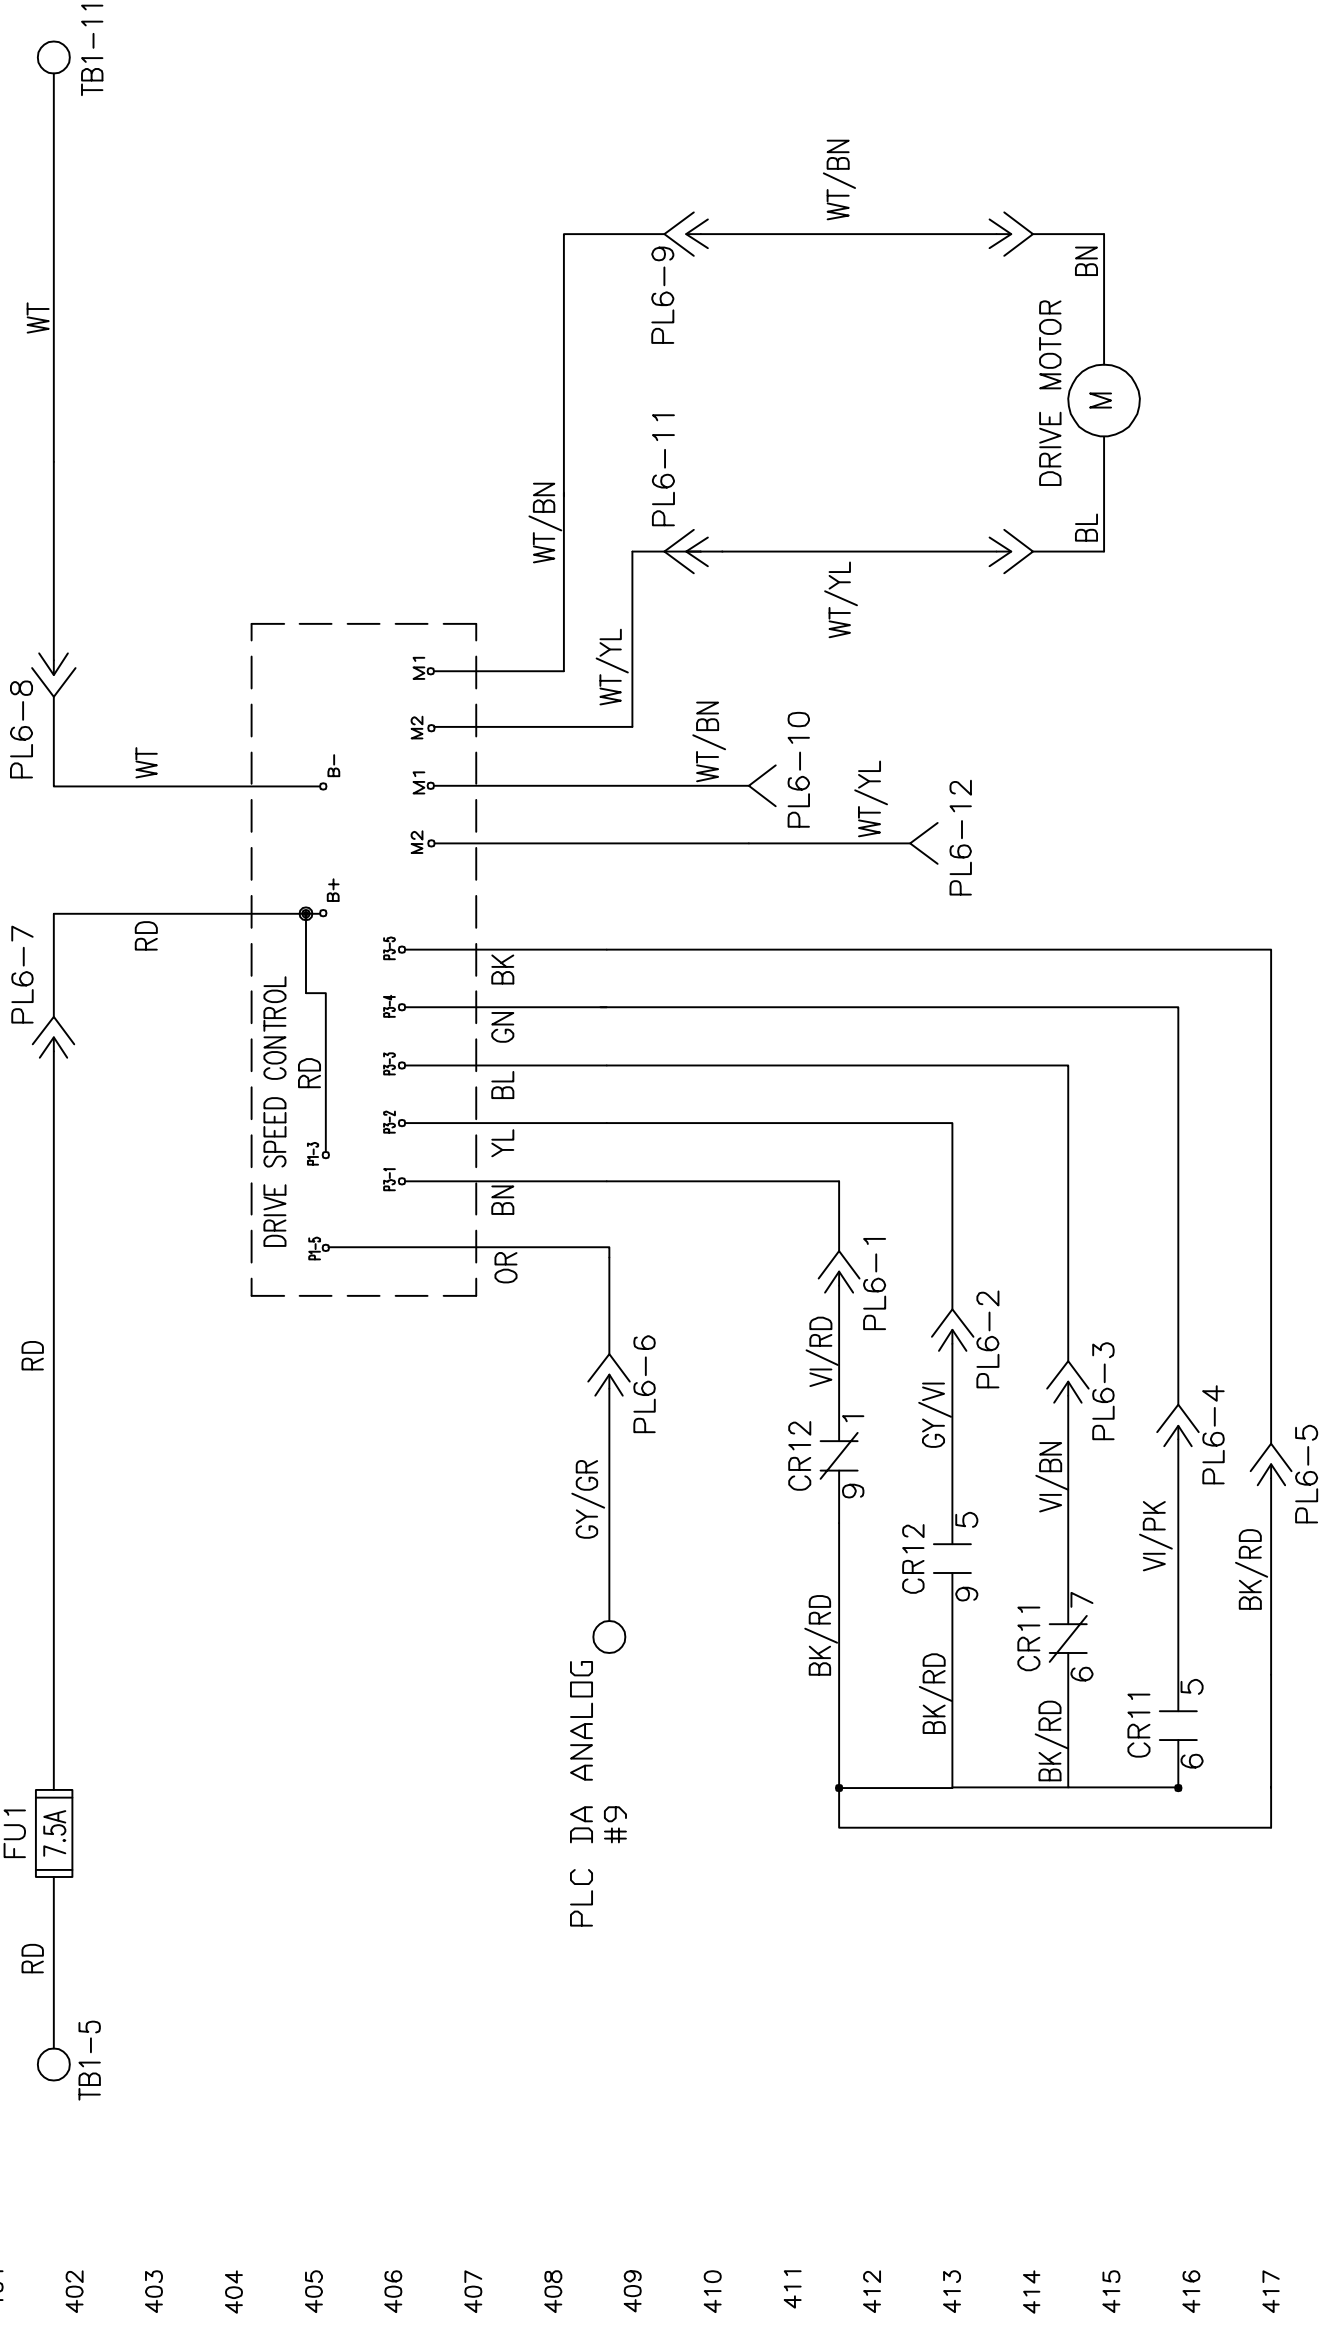 402
403
404
405
406
407
408
409
410
411
412
413
414
415
416
417
TB1-5
RD
FU1
7.5A
RD
PL6-7
RD
PL6-8
WT
WT
TB1-11
DRIVE SPEED CONTROL
P1-5
P1-3
RD
B+
B-
P3-1
P3-2
P3-3
P3-4
P3-5
M2
M1
M2
M1
OR
BN
YL
BL
GN
BK
WT/BN
WT/YL
PLC DA ANALOG
#9
GY/GR
PL6-6
PL6-11
PL6-9
WT/BN
PL6-10
WT/YL
PL6-12
WT/YL
WT/BN
BK/RD
CR12
9
1
VI/RD
PL6-1
BK/RD
CR12
9
5
GY/VI
PL6-2
DRIVE MOTOR
M
BL
BN
BK/RD
CR11
6
7
VI/BN
PL6-3
CR11
6
5
VI/PK
PL6-4
BK/RD
PL6-5